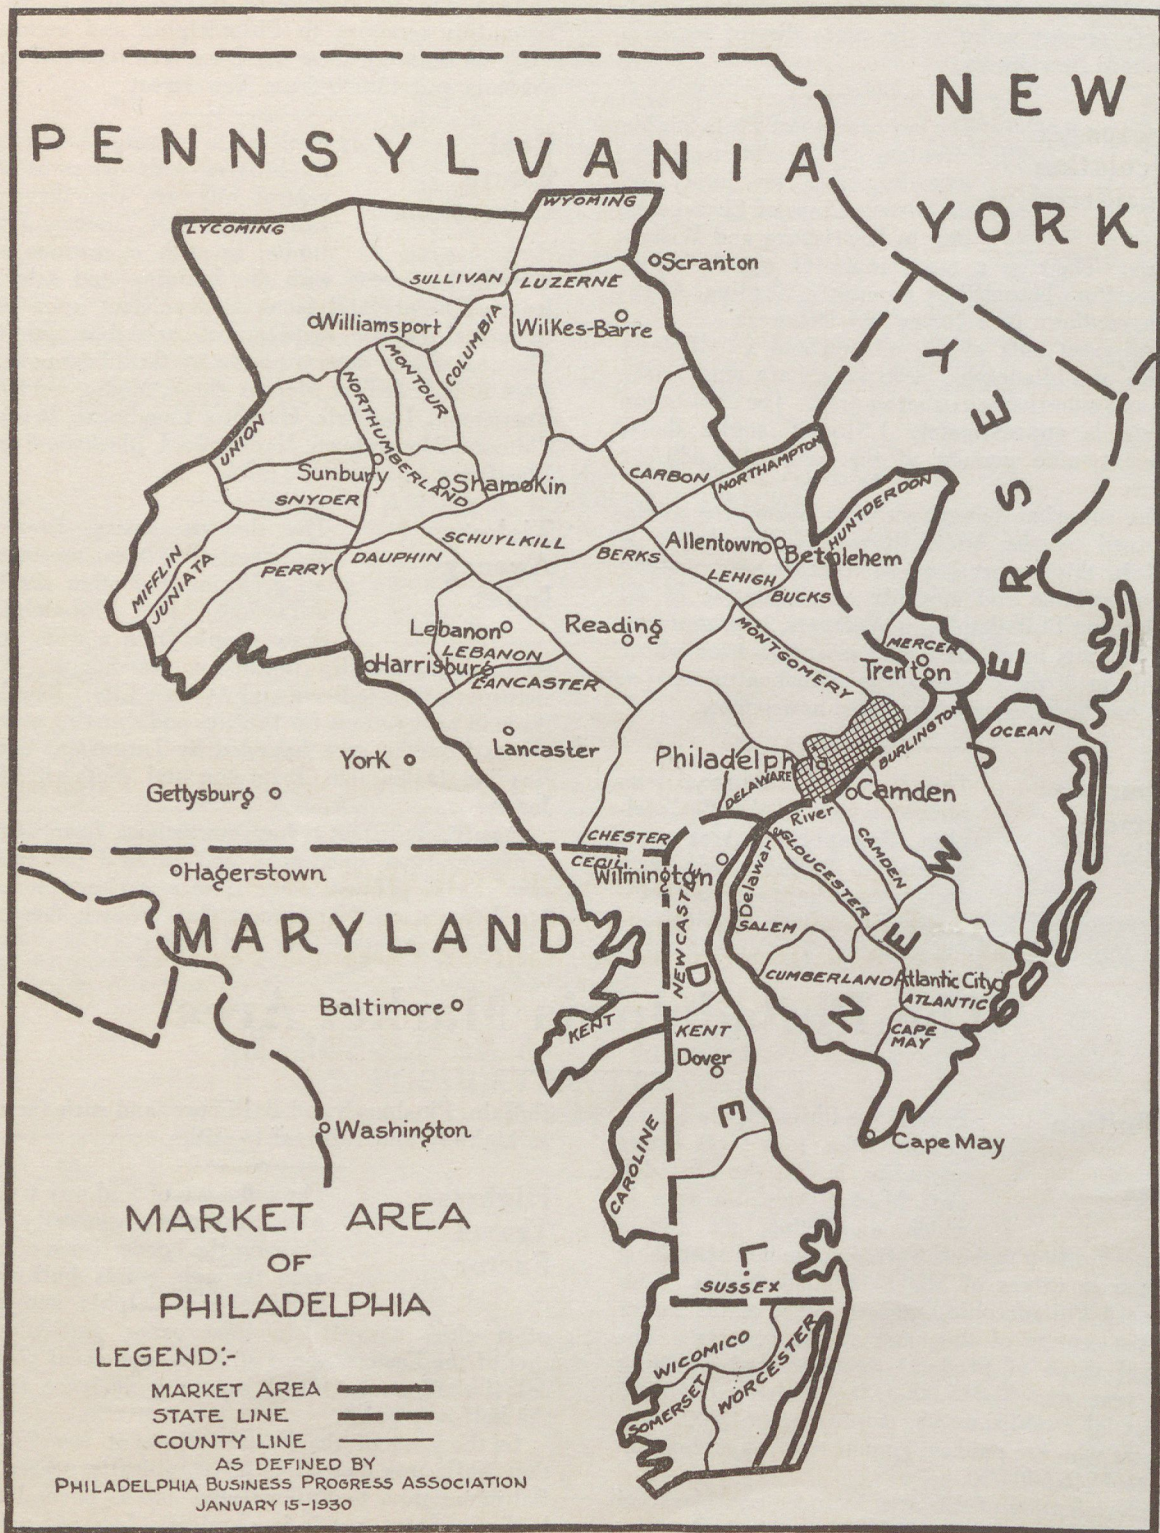 NEW
YORK
PENNSYLVANIA
LYCOMING
WYOMING
Scranton
SULLIVAN
LUZERNE
Williamsport
COLUMBIA
Wilkes-Barre
MONTOUR
NORTHUMBERLAND
UNION
Sunbury
Shamokin
SNYDER
CARBON
NORTHAMPTON
HUNTDERDON
NEW JERSEY
MIFFLIN
JUNIATA
PERRY
DAUPHIN
SCHUYLKILL
BERKS
Allentown
Bethlehem
LEHIGH
BUCKS
Lebanon
LEBANON
Reading
MONTGOMERY
MERCER
Trenton
Harrisburg
LANCASTER
Lancaster
York
Gettysburg
Philadelphia
DELAWARE
BURLINGTON
OCEAN
Camden
River
Delaware
CHESTER
CECIL
Wilmington
GLOUCESTER
CAMDEN
Hagerstown
MARYLAND
NEWCASTLE
SALEM
CUMBERLAND
Atlantic City
ATLANTIC
CAPE
MAY
Baltimore
KENT
KENT
Dover
DEL.
Washington
Cape May
CAROLINE
SUSSEX
WICOMICO
WORCESTER
SOMERSET
MARKET AREA
OF
PHILADELPHIA
LEGEND:-
MARKET AREA
STATE LINE
COUNTY LINE
AS DEFINED BY
PHILADELPHIA BUSINESS PROGRESS ASSOCIATION
JANUARY 15-1930